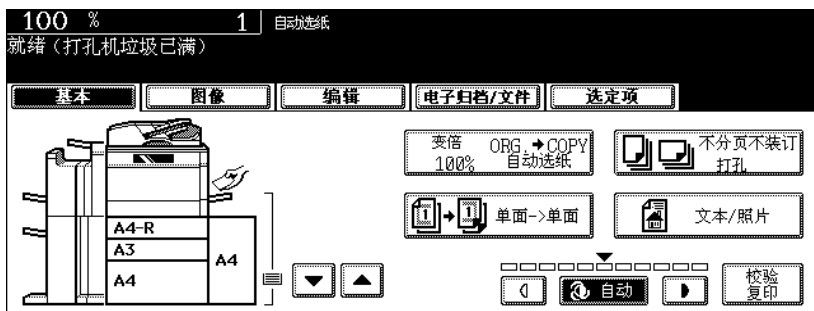 100 % 1 自动选纸
就绪（打孔机垃圾已满）
基本 图像 编辑 电子归档/文件 选定项
变倍 ORG.➔COPY
100% 自动选纸
不分页不装订
打孔
1➔1 单面->单面
文本/照片
A4-R
A3
A4
A4
自动
校验
复印